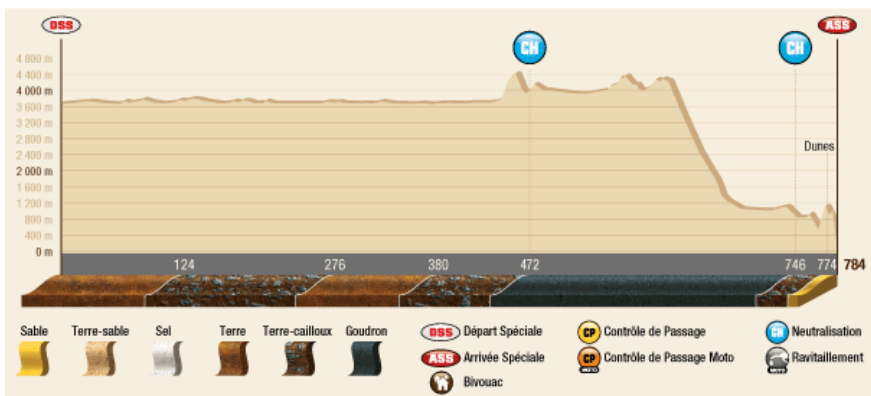 DSS
CH
CH
ASS
4 800 m
4 400 m
4 000 m
3 600 m
3 200 m
2 800 m
2 400 m
2 000 m
1 600 m
1 200 m
800 m
400 m
0 m
Dunes
124 276 380 472 746 774 784
Sable Terre-sable Sel Terre Terre-cailloux Goudron
DSS Départ Spéciale
ASS Arrivée Spéciale
Bivouac
CP Contrôle de Passage
CP MOTO Contrôle de Passage Moto
CH Neutralisation
MOTO Ravitaillement